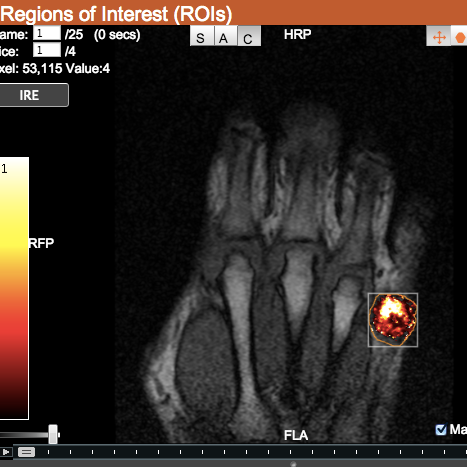 Regions of Interest (ROIs)
ame: 1 /25 (0 secs)
ice: 1 /4
xel: 53,115 Value:4
S A C
HRP
IRE
1
RFP
FLA
Ma